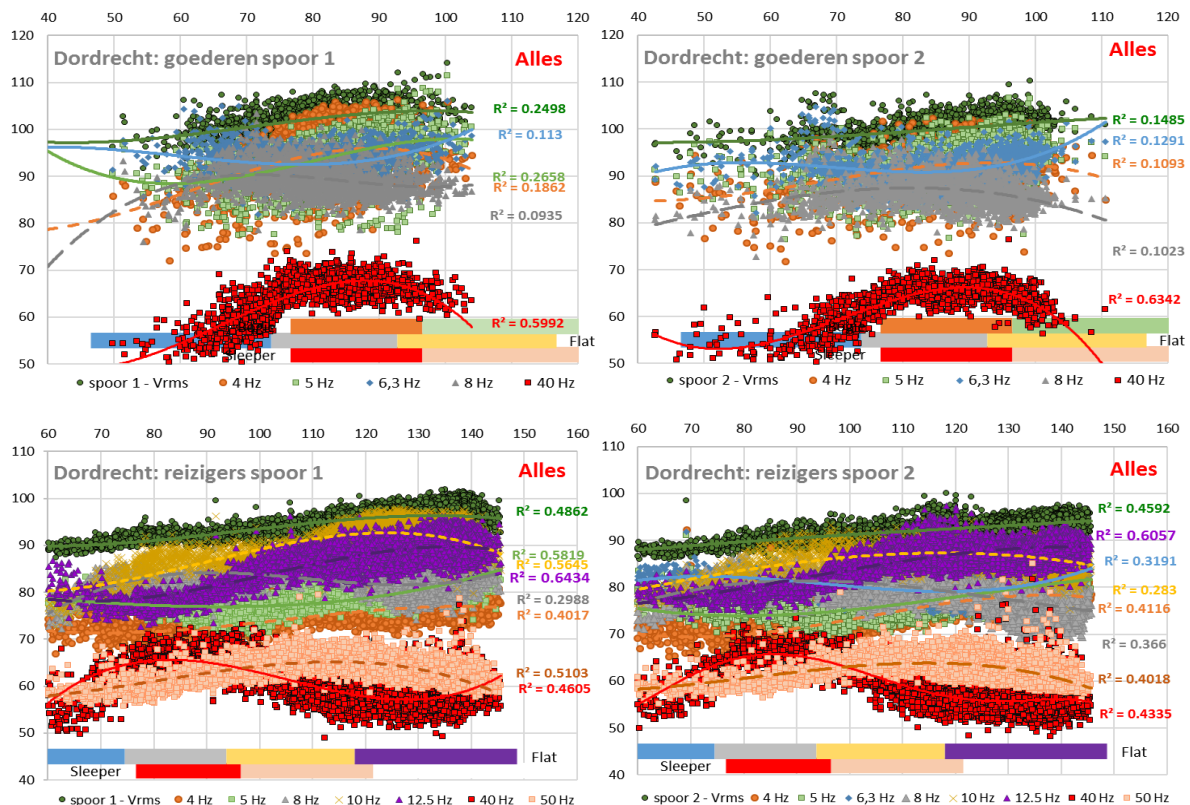 40 50 60 70 80 90 100 110 120
Dordrecht: goederen spoor 1
Alles
110
100
90
80
70
60
50
R² = 0.2498
R² = 0.113
R² = 0.2658
R² = 0.1862
R² = 0.0935
R² = 0.5992
Flat
Sleeper
spoor 1 - Vrms 4 Hz 5 Hz 6,3 Hz 8 Hz 40 Hz
40 50 60 70 80 90 100 110 120
Dordrecht: goederen spoor 2
Alles
120
110
100
90
80
70
60
50
R² = 0.1485
R² = 0.1291
R² = 0.1093
R² = 0.1023
R² = 0.6342
Flat
Sleeper
spoor 2 - Vrms 4 Hz 5 Hz 6,3 Hz 8 Hz 40 Hz
60 70 80 90 100 110 120 130 140 150 160
Dordrecht: reizigers spoor 1
Alles
110
100
90
80
70
60
50
40
R² = 0.4862
R² = 0.5819
R² = 0.5645
R² = 0.6434
R² = 0.2988
R² = 0.4017
R² = 0.5103
R² = 0.4605
Flat
Sleeper
spoor 1 - Vrms 4 Hz 5 Hz 8 Hz 10 Hz 12.5 Hz 40 Hz 50 Hz
60 70 80 90 100 110 120 130 140 150 160
Dordrecht: reizigers spoor 2
Alles
110
100
90
80
70
60
50
40
R² = 0.4592
R² = 0.6057
R² = 0.3191
R² = 0.283
R² = 0.4116
R² = 0.366
R² = 0.4018
R² = 0.4335
Flat
Sleeper
spoor 2 - Vrms 4 Hz 5 Hz 6,3 Hz 8 Hz 10 Hz 12.5 Hz 40 Hz 50 Hz